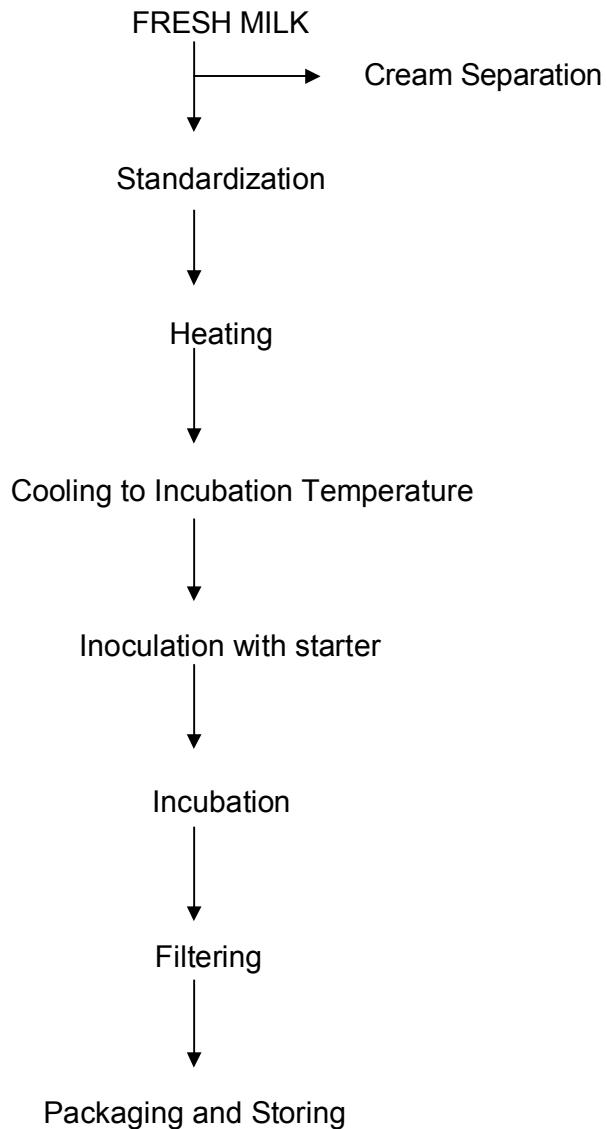 FRESH MILK
Cream Separation
Standardization
Heating
Cooling to Incubation Temperature
Inoculation with starter
Incubation
Filtering
Packaging and Storing